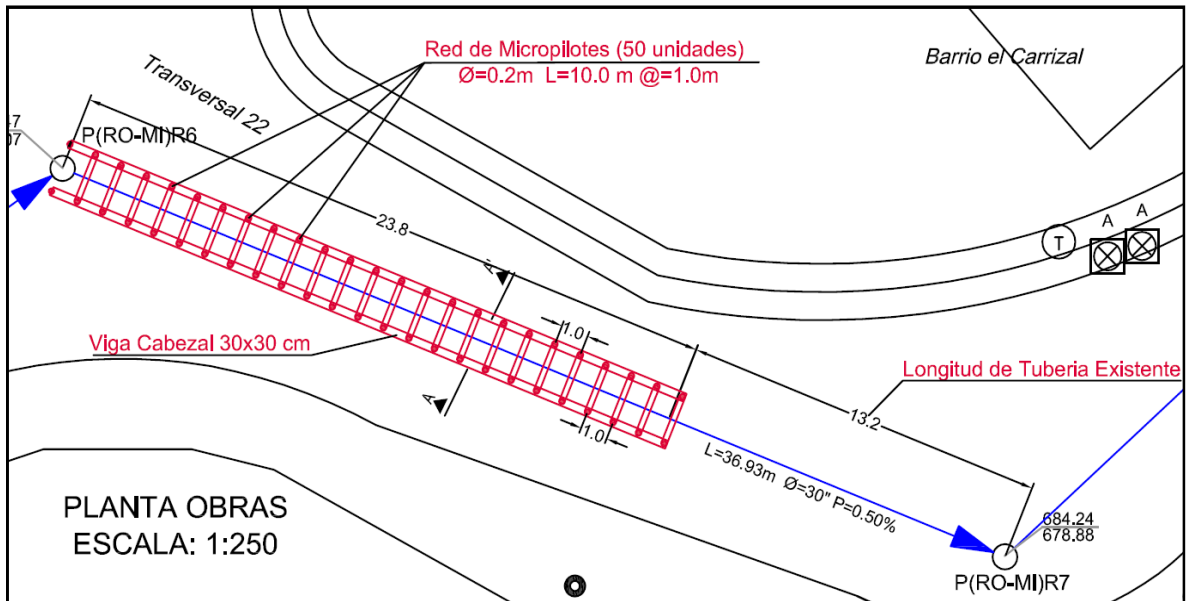 Red de Micropilotes (50 unidades)
Ø=0.2m L=10.0 m @=1.0m
Barrio el Carrizal
Transversal 22
P(RO-MI)R6
23.8
A'
T
A
A
1.0
Viga Cabezal 30x30 cm
Longitud de Tuberia Existente
A
1.0
13.2
L=36.93m Ø=30" P=0.50%
PLANTA OBRAS
ESCALA: 1:250
684.24
678.88
P(RO-MI)R7